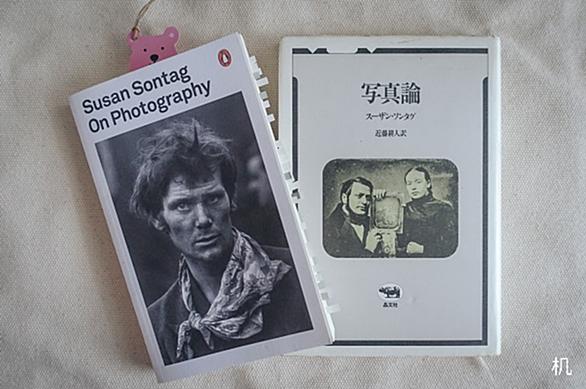 Susan Sontag
On Photography
写真論
スーザン・ソンタグ
近藤耕人訳
晶文社
机